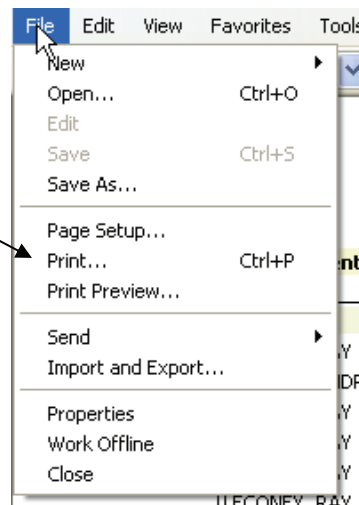 File Edit View Favorites Tools
New
Open... Ctrl+O
Edit
Save Ctrl+S
Save As...
Page Setup...
Print... Ctrl+P
Print Preview...
Send
Import and Export...
Properties
Work Offline
Close